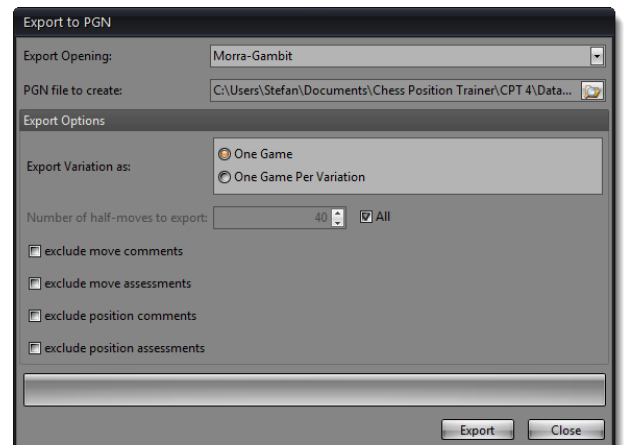 Export to PGN
Export Opening: Morra-Gambit
PGN file to create: C:\Users\Stefan\Documents\Chess Position Trainer\CPT 4\Data...
Export Options
Export Variation as:
One Game
One Game Per Variation
Number of half-moves to export: 40 All
exclude move comments
exclude move assessments
exclude position comments
exclude position assessments
Export Close